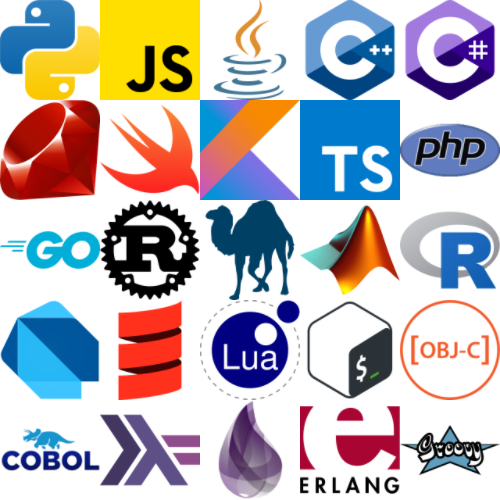 JS
C++
C#
TS
php
GO
R
R
Lua
$_
[OBJ-C]
COBOL
e
ERLANG
Groovy